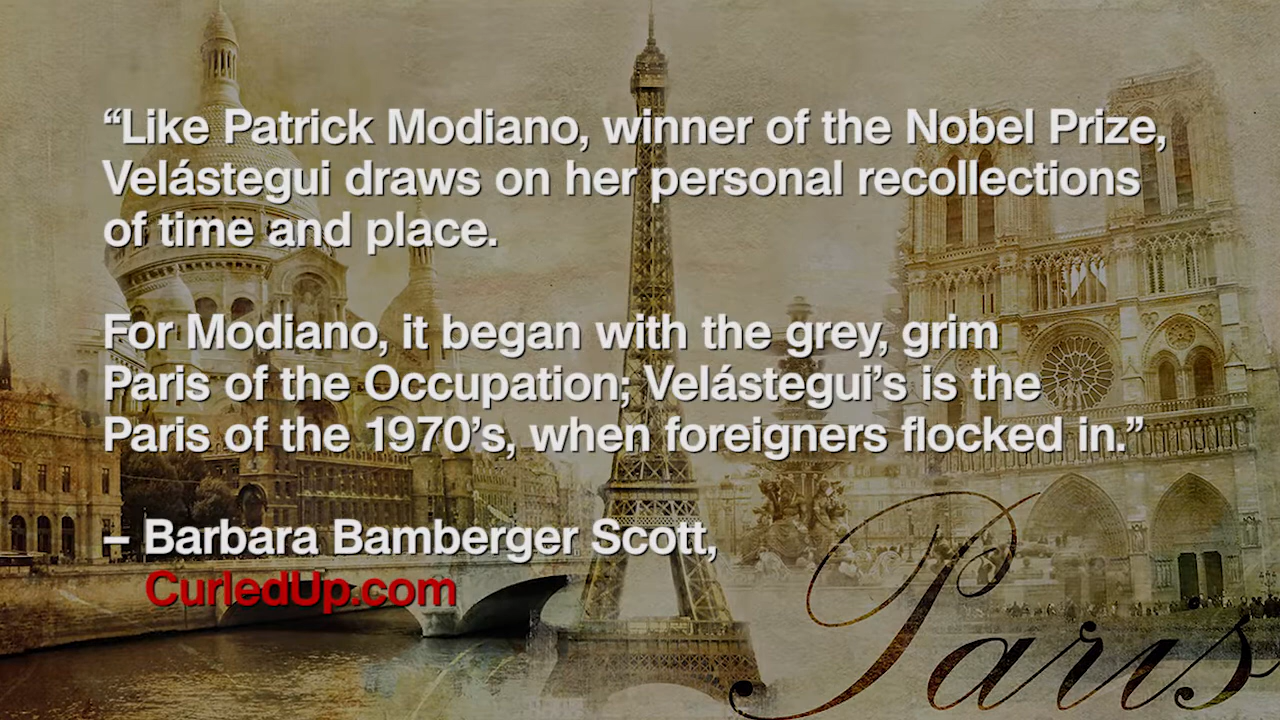 “Like Patrick Modiano, winner of the Nobel Prize,
Velástegui draws on her personal recollections
of time and place.
For Modiano, it began with the grey, grim
Paris of the Occupation; Velástegui’s is the
Paris of the 1970’s, when foreigners flocked in.”
– Barbara Bamberger Scott,
CurledUp.com
Paris